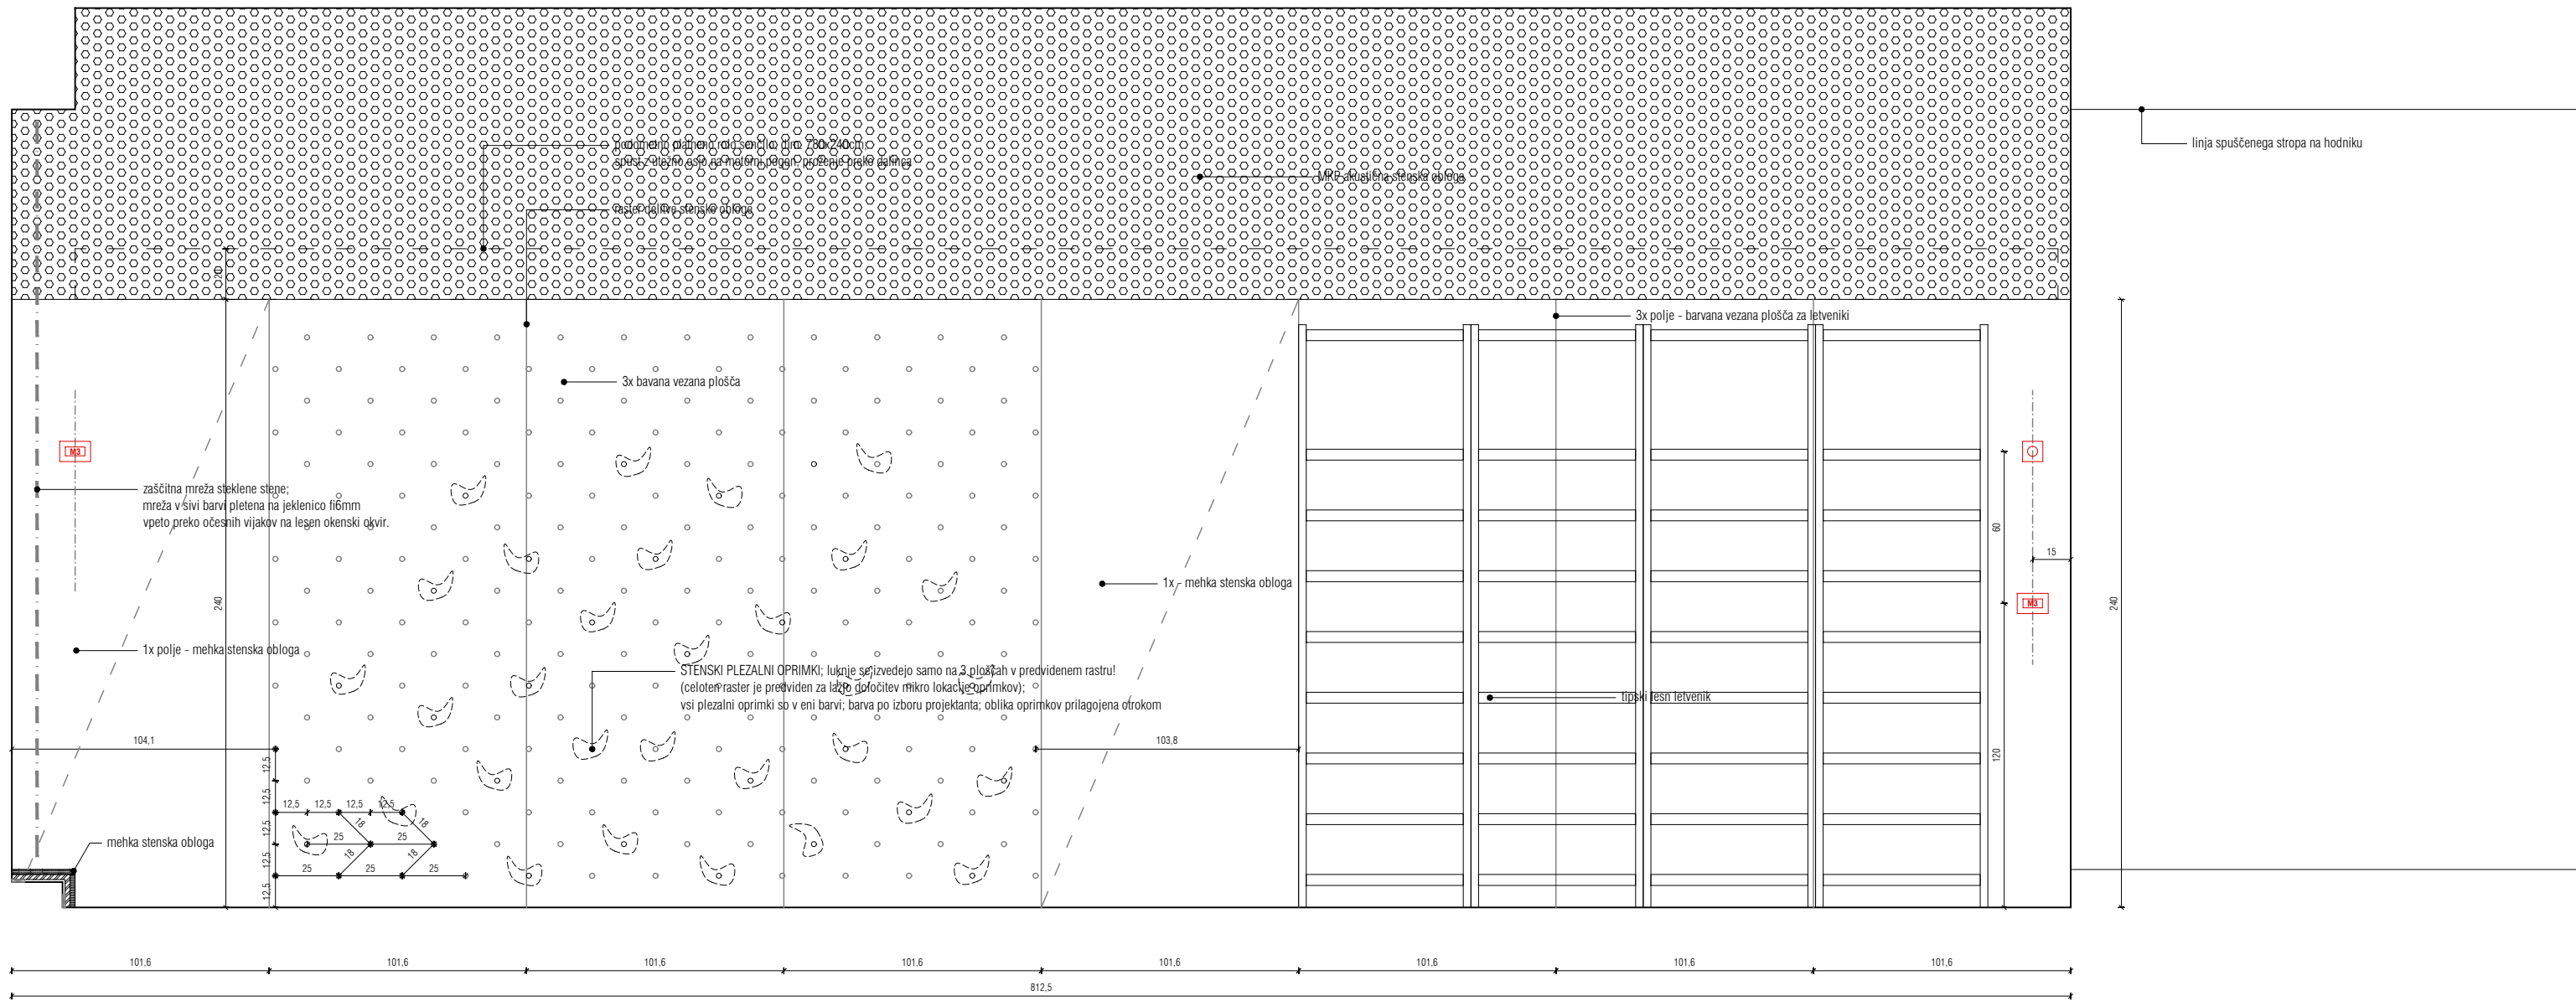 podometno platneno rolo senčilo; dim. 780x240cm;
spust z utežno osjo na motorni pogon, proženje preko daljinca
linja spuščenega stropa na hodniku
MKP akustična stenska obloga
raster delitve stenske obloge
20
3x polje - barvana vezana plošča za letveniki
3x bavana vezana plošča
M3
zaščitna mreža steklene stene;
mreža v sivi barvi pletena na jeklenico fi6mm
vpeto preko očesnih vijakov na lesen okenski okvir.
60
15
1x - mehka stenska obloga
240
240
M3
1x polje - mehka stenska obloga
STENSKI PLEZALNI OPRIMKI; luknje se izvedejo samo na 3 ploščah v predvidenem rastru!
(celoten raster je predviden za lažjo določitev mikro lokacije oprimkov);
vsi plezalni oprimki so v eni barvi; barva po izboru projektanta; oblika oprimkov prilagojena otrokom
tipski lesn letvenik
104,1
103,8
120
12,5
12,5
12,5 12,5 12,5 12,5
18 18
12,5
25 25
mehka stenska obloga
18 18
12,5
25 25 25
12,5
101,6 101,6 101,6 101,6 101,6 101,6 101,6 101,6
812,5